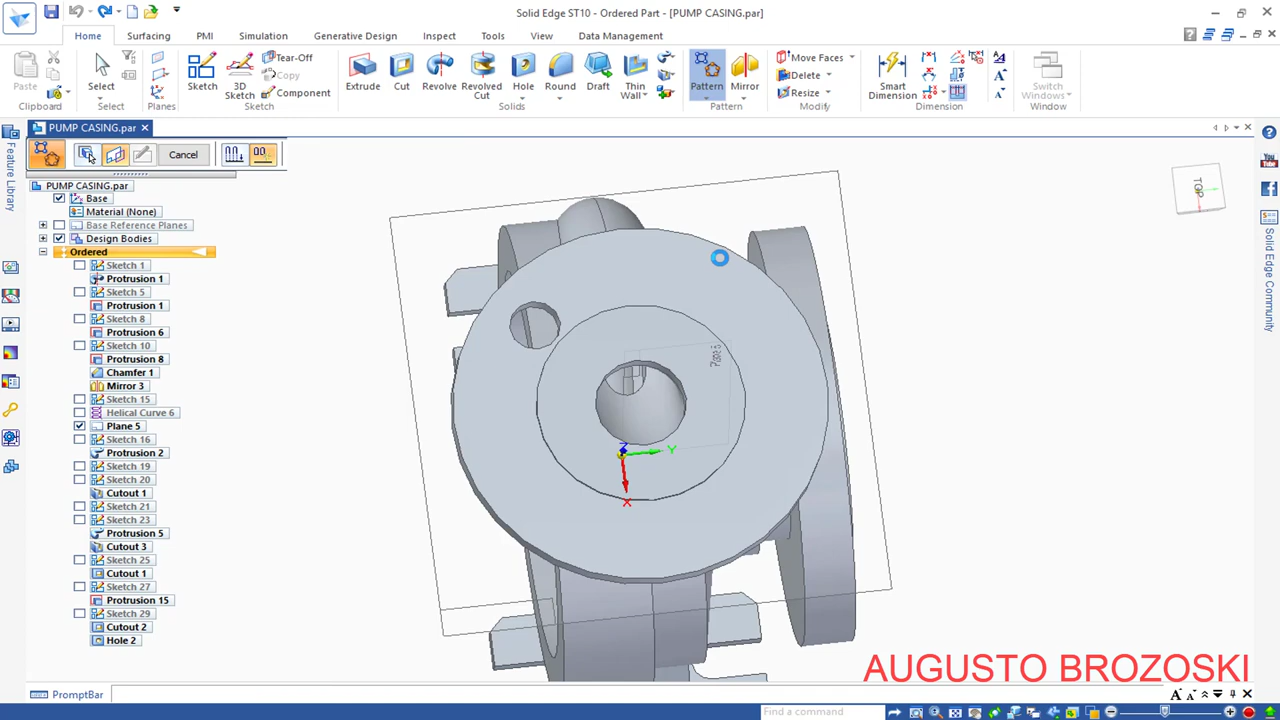 Solid Edge ST10 - Ordered Part - [PUMP CASING.par]
Home Surfacing PMI Simulation Generative Design Inspect Tools View Data Management
Paste
Clipboard
Select
Select
Planes
Sketch
3D Sketch
Tear-Off
Copy
Component
Sketch
Extrude Cut Revolve Revolved Cut Hole Round Draft Thin Wall
Solids
Pattern Mirror
Pattern
Move Faces
Delete
Resize
Modify
Smart Dimension
Dimension
Switch Windows
Window
PUMP CASING.par
Cancel
Feature Library
PUMP CASING.par
Base
Material (None)
Base Reference Planes
Design Bodies
Ordered
Sketch 1
Protrusion 1
Sketch 5
Protrusion 1
Sketch 8
Protrusion 6
Sketch 10
Protrusion 8
Chamfer 1
Mirror 3
Sketch 15
Helical Curve 6
Plane 5
Sketch 16
Protrusion 2
Sketch 19
Sketch 20
Cutout 1
Sketch 21
Sketch 23
Protrusion 5
Cutout 3
Sketch 25
Cutout 1
Sketch 27
Protrusion 15
Sketch 29
Cutout 2
Hole 2
TOP
Z
Y
X
You Tube
Solid Edge Community
AUGUSTO BROZOSKI
PromptBar
Find a command